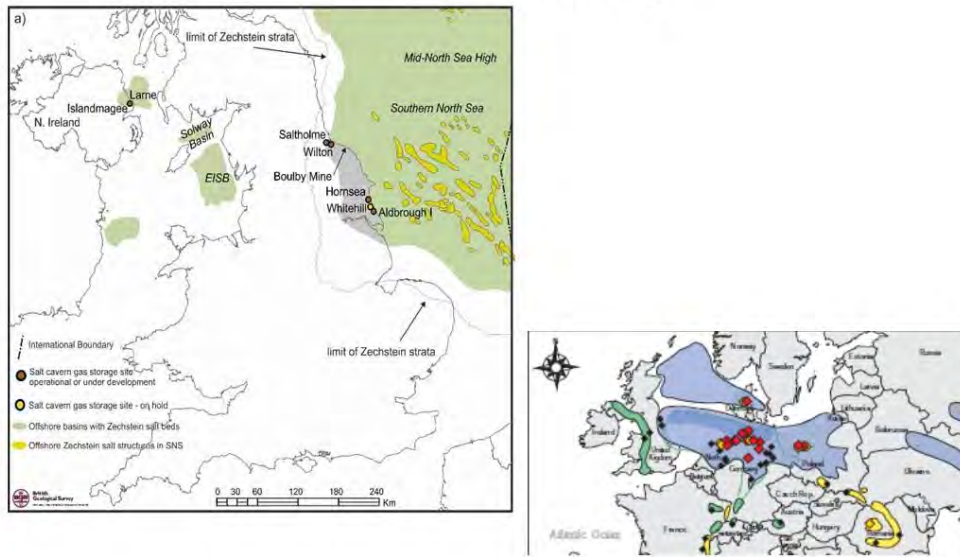 a)
limit of Zechstein strata
Mid-North Sea High
Larne
Islandmagee
Southern North Sea
N. Ireland
Solway
Basin
Saltholme
Wilton
EISB
Boulby Mine
Hornsea
Whitehill
Aldbrough I
International Boundary
limit of Zechstein strata
Salt cavern gas storage site
operational or under development
Salt cavern gas storage site - on hold
Offshore basins with Zechstein salt beds
Offshore Zechstein salt structures in SNS
British
Geological Survey
0 30 60 120 180 240
Km
Norway
Sweden
Estonia
Russia
Latvia
Lithuania
Ireland
United
Kingdom
Poland
Germany
Ukraine
Czech Rep.
Austria
Hungary
Moldova
France
Romania
Atlantic Ocean